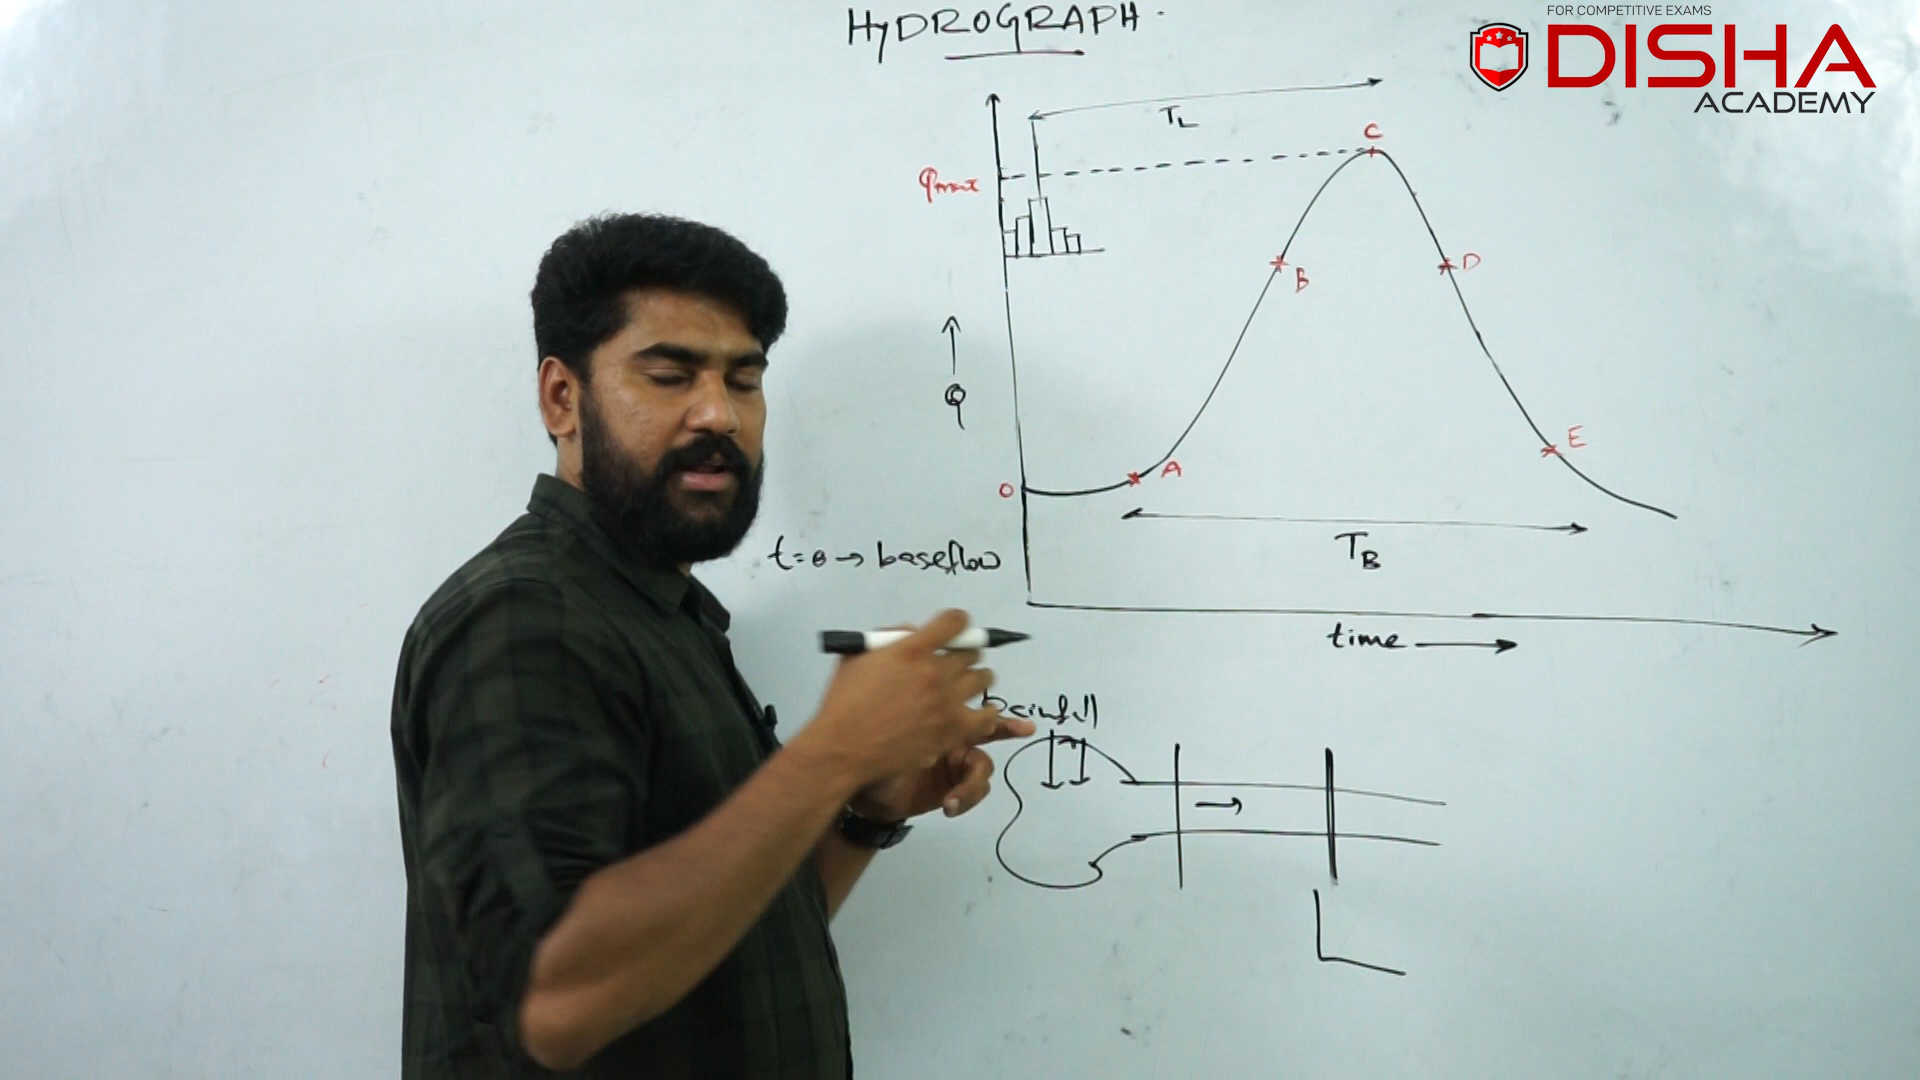 HyDROGRAPH.
FOR COMPETITIVE EXAMS
DISHA
ACADEMY
TL
C
Qmax
B
D
Q
E
A
O
TB
t=0 → baseflow
time
Rainfall